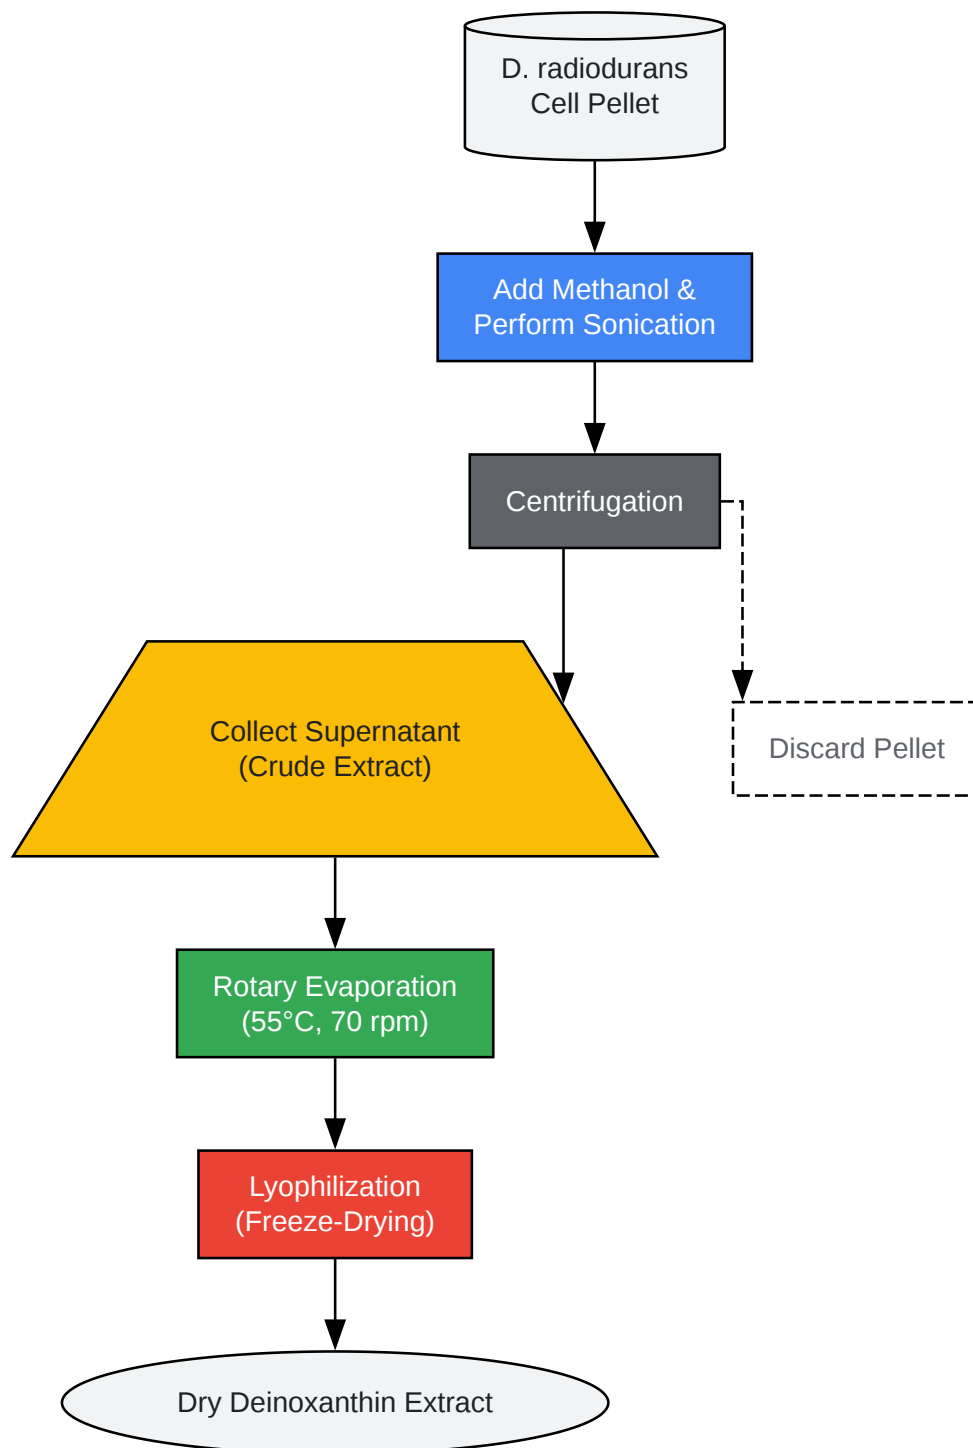 D. radiodurans
Cell Pellet
Add Methanol &
Perform Sonication
Centrifugation
Collect Supernatant
(Crude Extract)
Discard Pellet
Rotary Evaporation
(55°C, 70 rpm)
Lyophilization
(Freeze-Drying)
Dry Deinoxanthin Extract